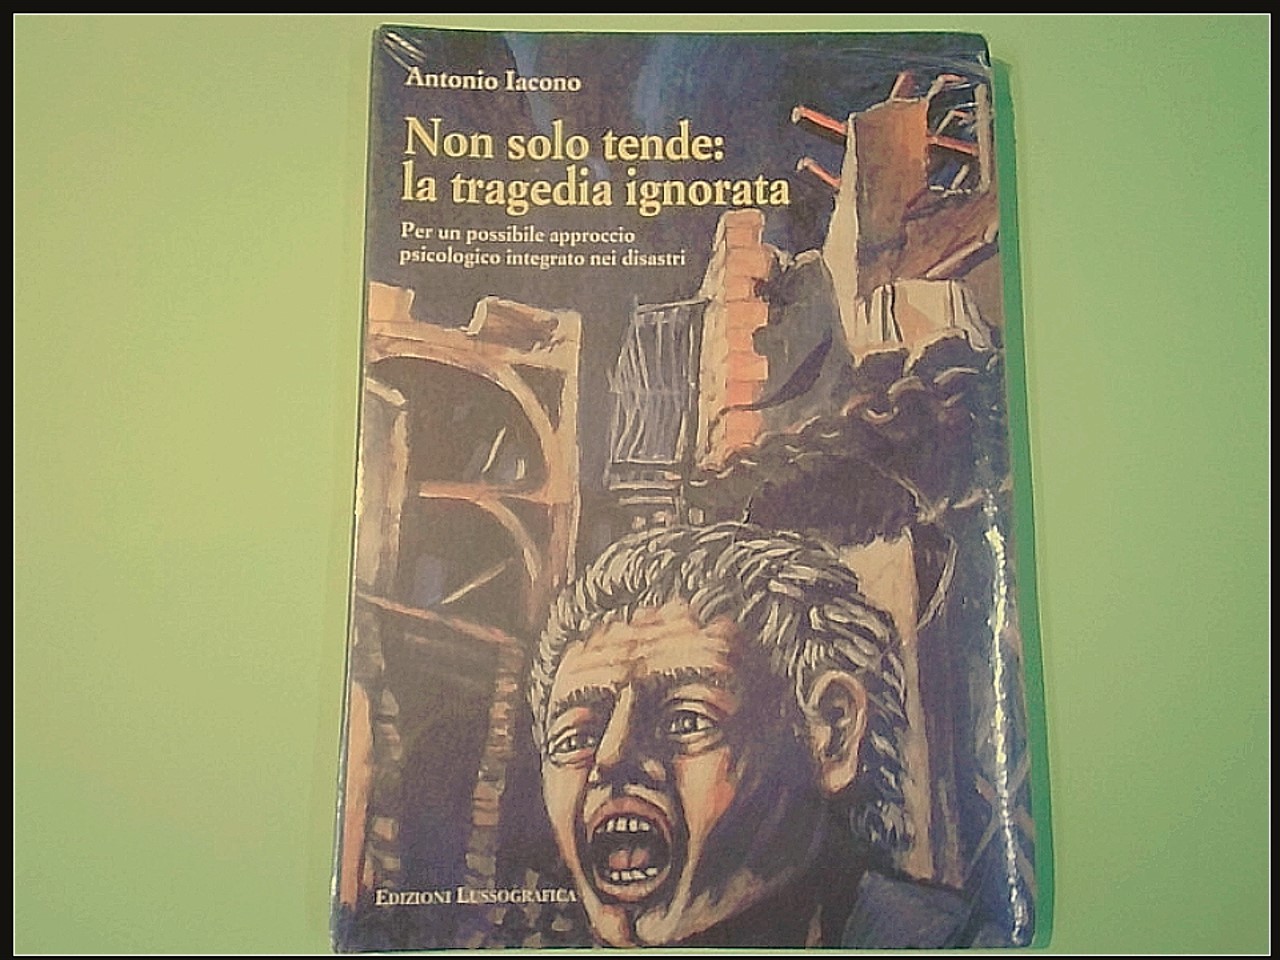 Antonio Iacono
Non solo tende:
la tragedia ignorata
Per un possibile approccio
psicologico integrato nei disastri
Edizioni Lussografica